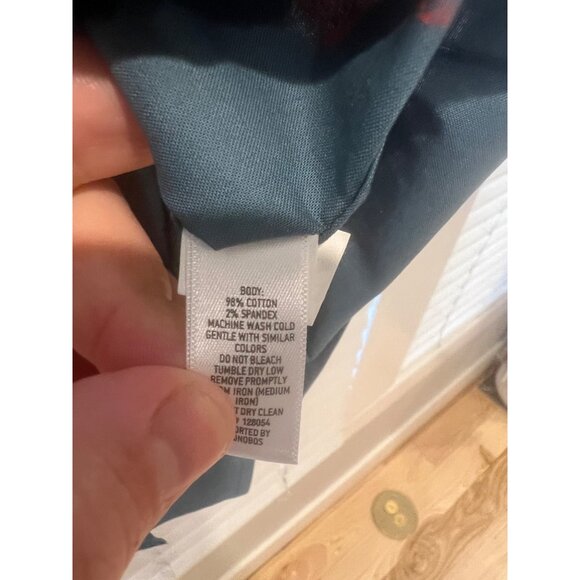 BODY:
98% COTTON
2% SPANDEX
MACHINE WASH COLD
GENTLE WITH SIMILAR
COLORS
DO NOT BLEACH
TUMBLE DRY LOW
REMOVE PROMPTLY
IRON (MEDIUM
IRON)
DRY CLEAN
128054
BY